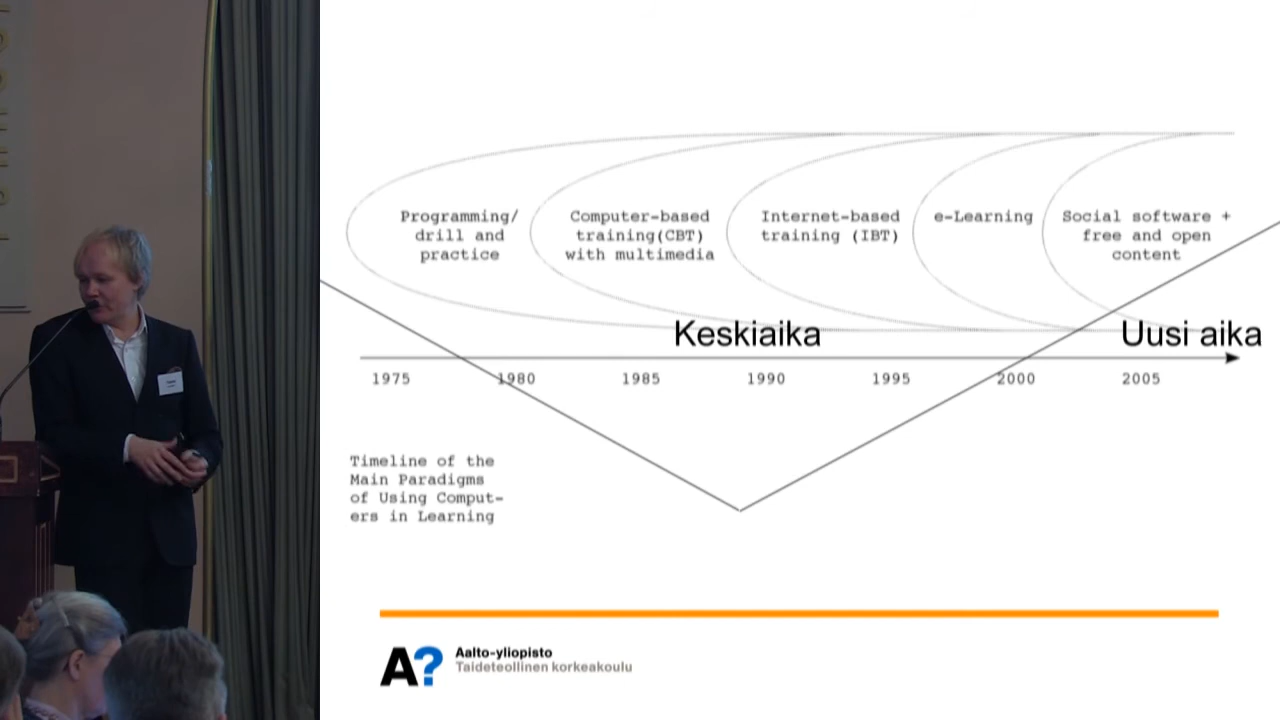 Programming/
drill and
practice
Computer-based
training(CBT)
with multimedia
Internet-based
training (IBT)
e-Learning
Social software +
free and open
content
Keskiaika
Uusi aika
1975
1980
1985
1990
1995
2000
2005
Timeline of the
Main Paradigms
of Using Comput-
ers in Learning
A?
Aalto-yliopisto
Taideteollinen korkeakoulu